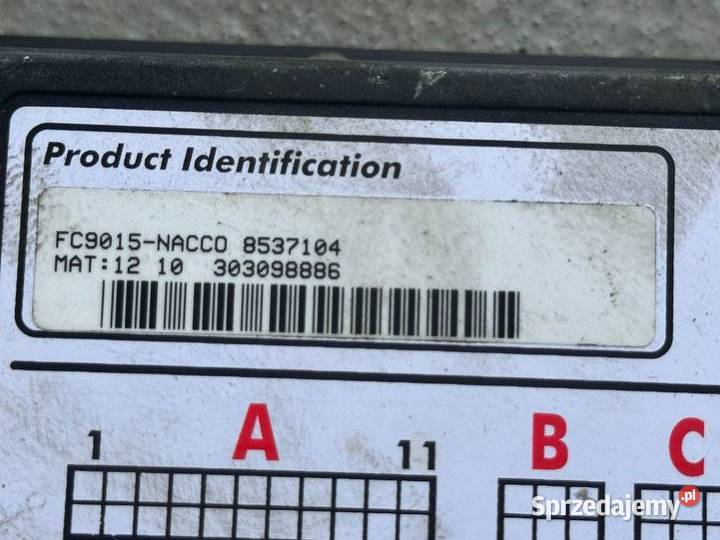 Product Identification
FC9015-NACCO 8537104
MAT:12 10 303098886
A
B
C
1
11
Sprzedajemy.pl